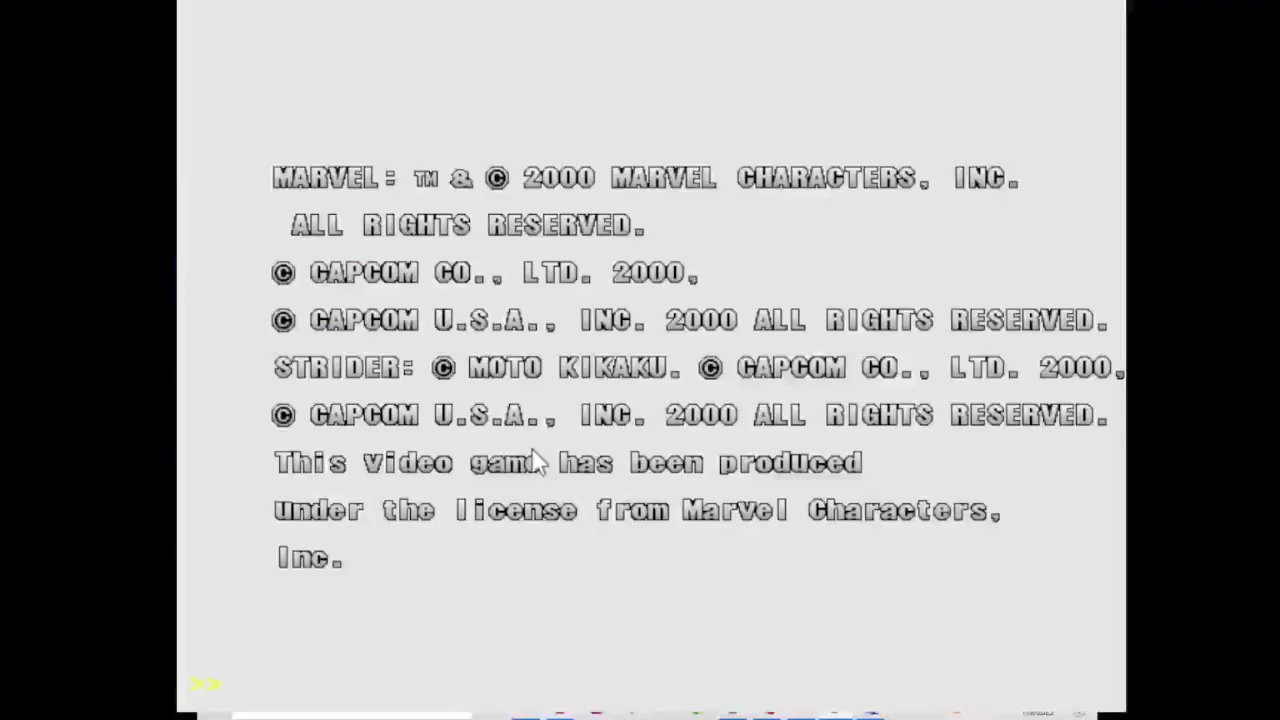 MARVEL: ™ & © 2000 MARVEL CHARACTERS, INC.
ALL RIGHTS RESERVED.
© CAPCOM CO., LTD. 2000,
© CAPCOM U.S.A., INC. 2000 ALL RIGHTS RESERVED.
STRIDER: © MOTO KIKAKU. © CAPCOM CO., LTD. 2000,
© CAPCOM U.S.A., INC. 2000 ALL RIGHTS RESERVED.
This video game has been produced
under the license from Marvel Characters,
Inc.
>>